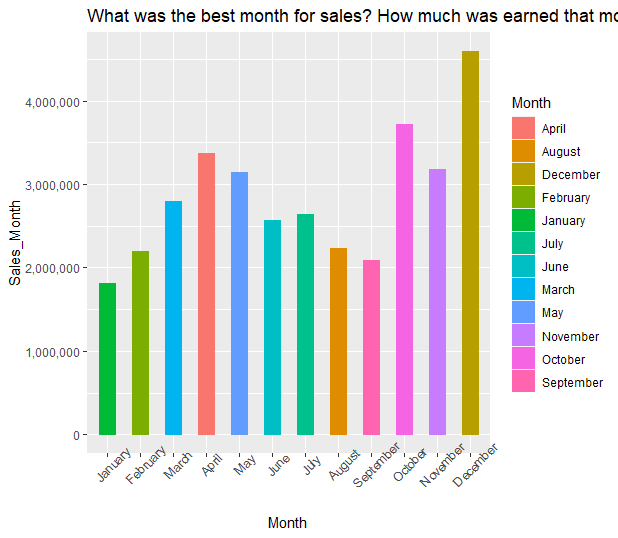 What was the best month for sales? How much was earned that mo
Sales_Month
4,000,000
3,000,000
2,000,000
1,000,000
0
January
February
March
April
May
June
July
August
September
October
November
December
Month
Month
April
August
December
February
January
July
June
March
May
November
October
September